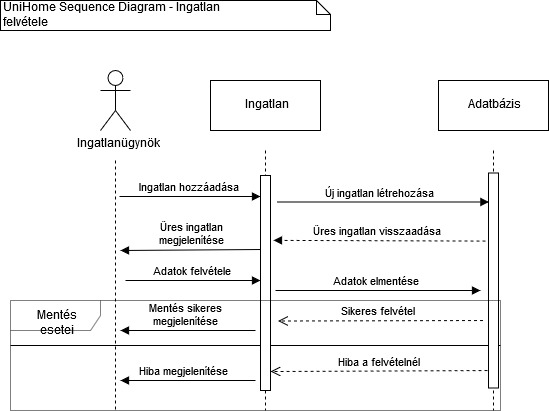 UniHome Sequence Diagram - Ingatlan
felvétele
Ingatlanügynök
Ingatlan
Adatbázis
Ingatlan hozzáadása
Új ingatlan létrehozása
Üres ingatlan
megjelenítése
Üres ingatlan visszaadása
Adatok felvétele
Adatok elmentése
Mentés
esetei
Mentés sikeres
megjelenítése
Sikeres felvétel
Hiba megjelenítése
Hiba a felvételnél